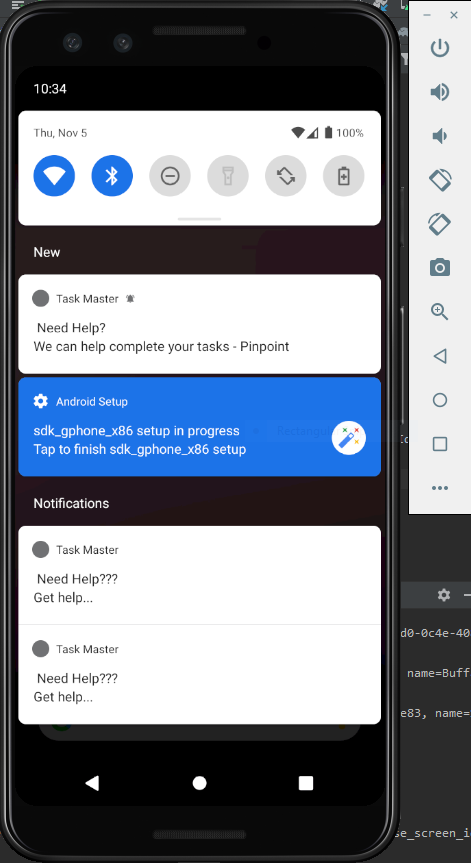 10:34
Thu, Nov 5
100%
New
Task Master
Need Help?
We can help complete your tasks - Pinpoint
Android Setup
sdk_gphone_x86 setup in progress
Tap to finish sdk_gphone_x86 setup
Notifications
Task Master
Need Help???
Get help...
Task Master
Need Help???
Get help...
d0-0c4e-40
name=Buff
e83, name=
se_screen_i